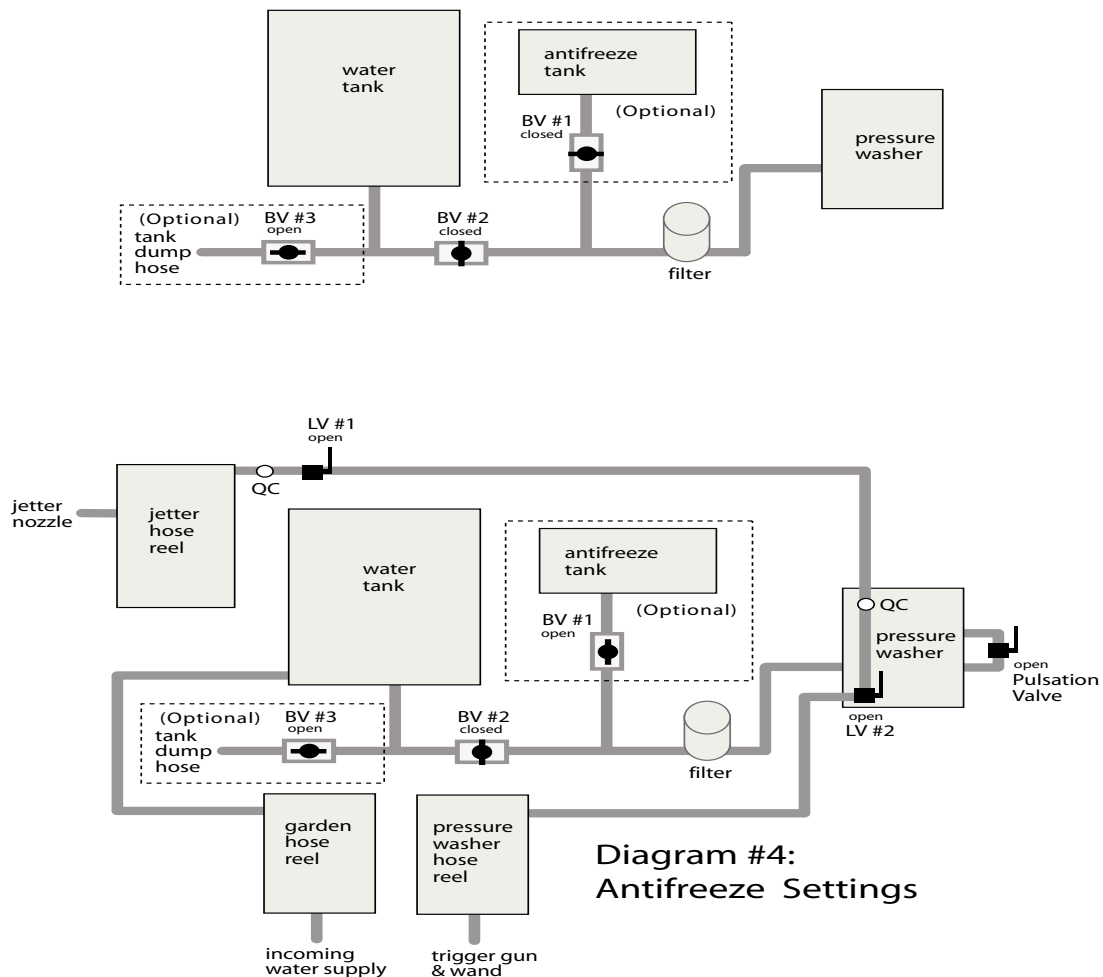 water
tank
antifreeze
tank
(Optional)
BV #1
closed
pressure
washer
(Optional)
tank
dump
hose
BV #3
open
BV #2
closed
filter
LV #1
open
QC
jetter
nozzle
jetter
hose
reel
water
tank
antifreeze
tank
(Optional)
BV #1
open
QC
pressure
washer
open
Pulsation
Valve
open
LV #2
(Optional)
tank
dump
hose
BV #3
open
BV #2
closed
filter
garden
hose
reel
pressure
washer
hose
reel
Diagram #4:
Antifreeze Settings
incoming
water supply
trigger gun
& wand